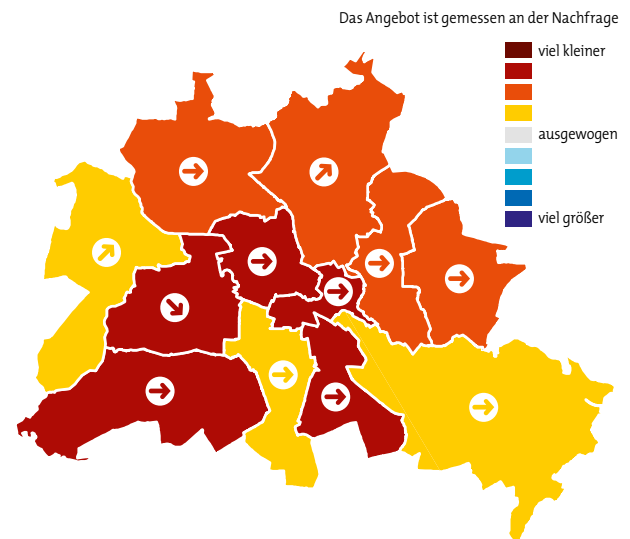 Das Angebot ist gemessen an der Nachfrage
viel kleiner
ausgewogen
viel größer